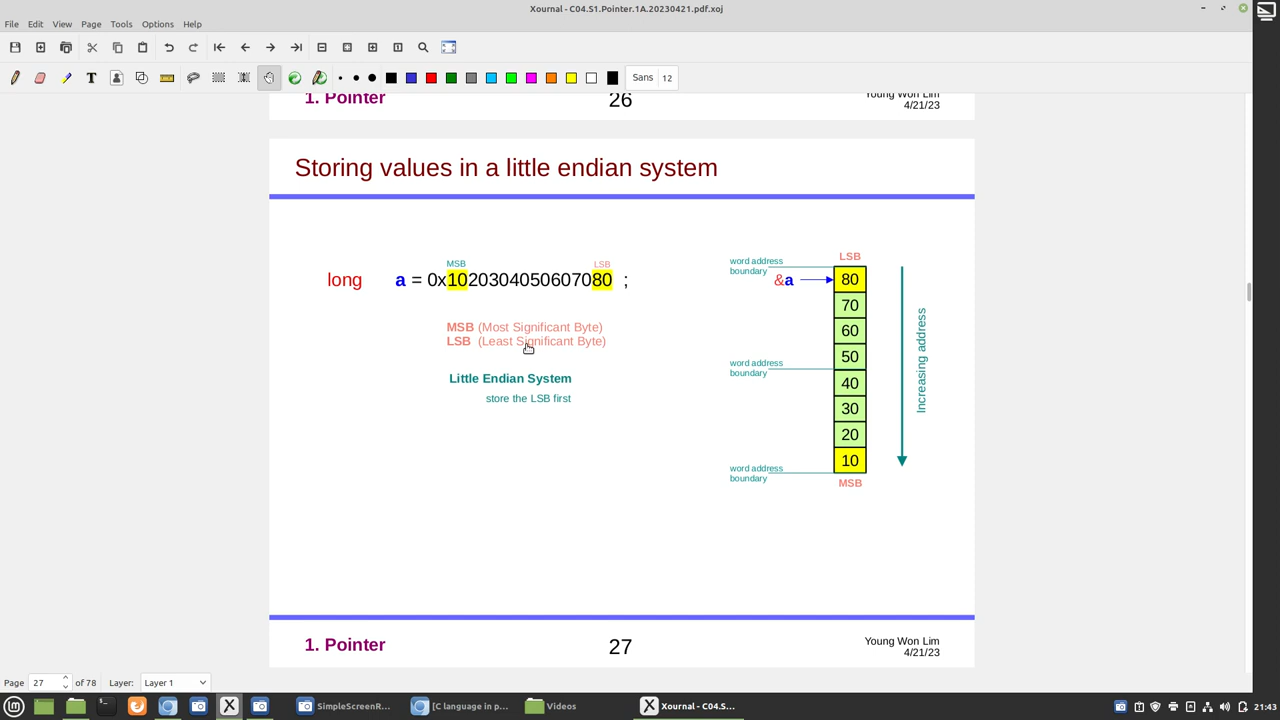 Xournal - C04.S1.Pointer.1A.20230421.pdf.xoj
File Edit View Page Tools Options Help
Sans 12
1. Pointer 26 Young Won Lim
4/21/23
Storing values in a little endian system
MSB LSB
long a = 0x1020304050607080 ;
MSB (Most Significant Byte)
LSB (Least Significant Byte)
Little Endian System
store the LSB first
LSB
word address
boundary
&a
80
70
60
50
word address
boundary
40
30
20
10
word address
boundary
MSB
Increasing address
1. Pointer 27 Young Won Lim
4/21/23
Page 27 of 78 Layer: Layer 1
SimpleScreenR... [C language in p... Videos Xournal - C04.S... 21:43